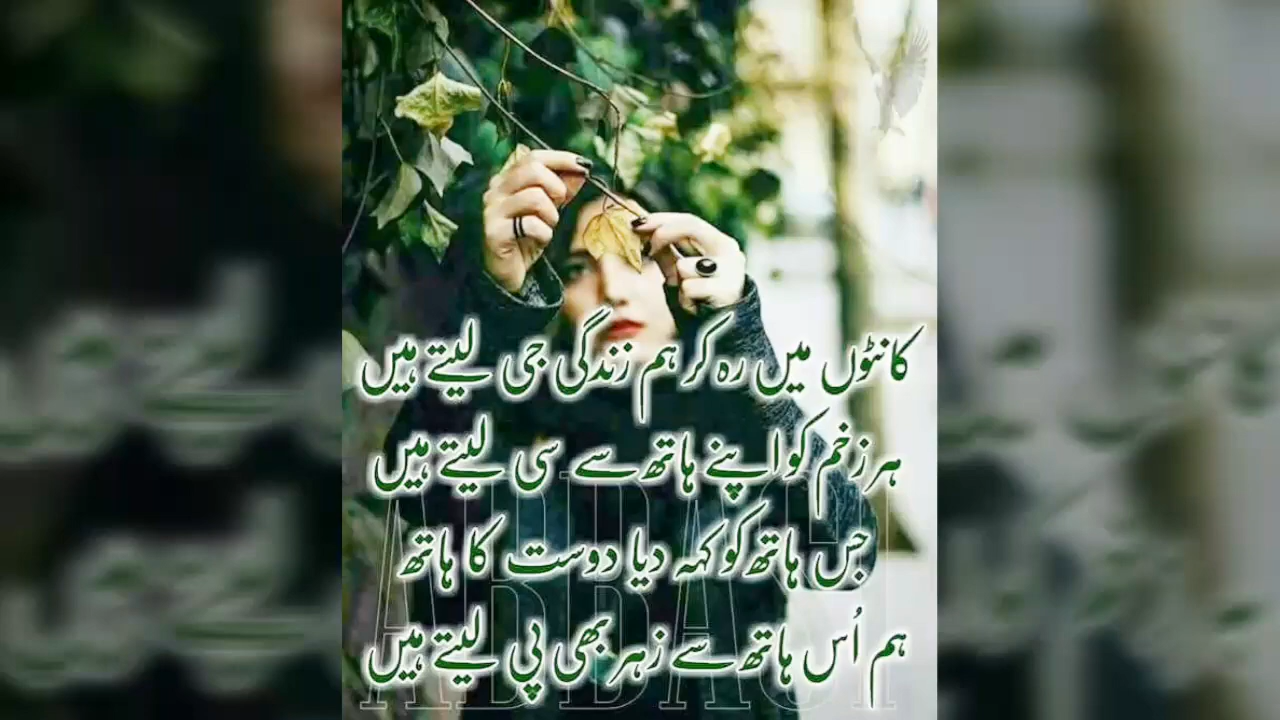 کانٹوں میں رہ کر ہم زندگی جی لیتے ہیں
ہر زخم کو اپنے ہاتھ سے سی لیتے ہیں
جس ہاتھ کو کہہ دیا دوست کا ہاتھ
ہم اُس ہاتھ سے زہر بھی پی لیتے ہیں
ABBASI